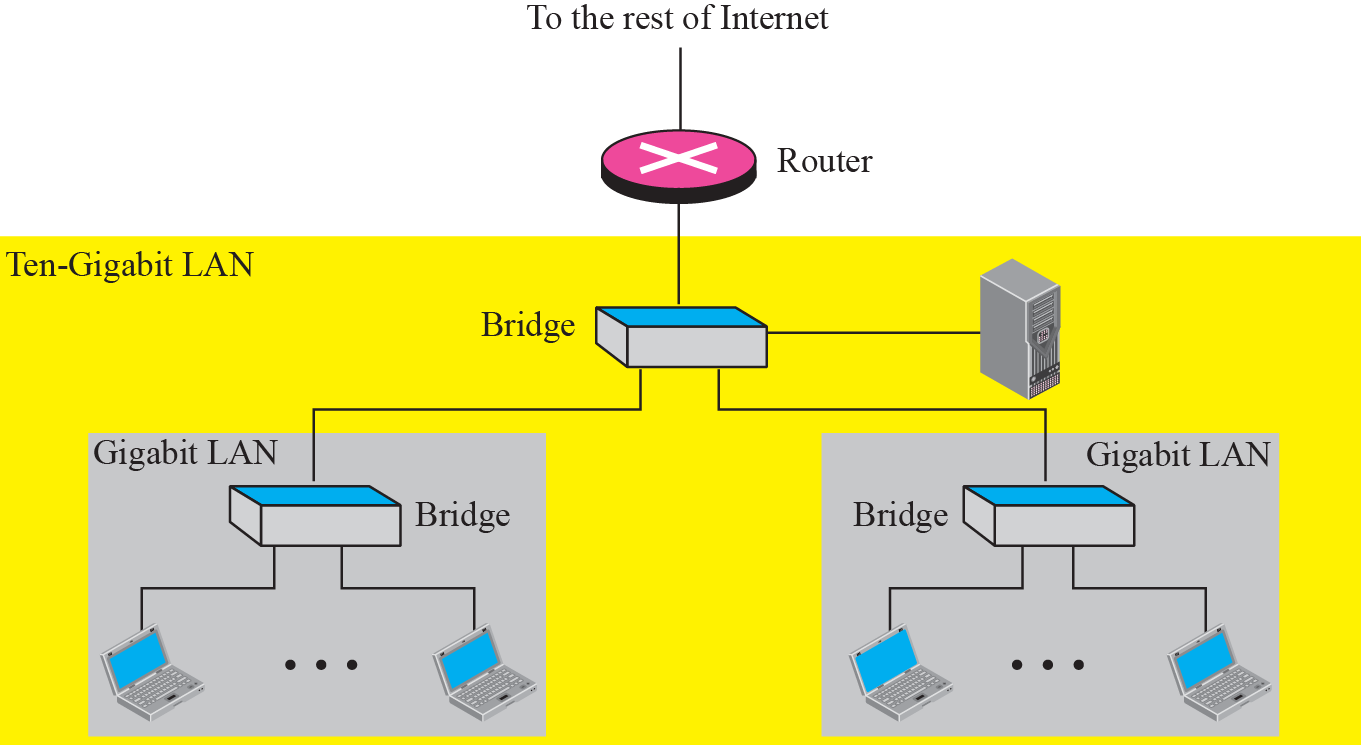 To the rest of Internet
Router
Ten-Gigabit LAN
Bridge
Gigabit LAN
Gigabit LAN
Bridge
Bridge